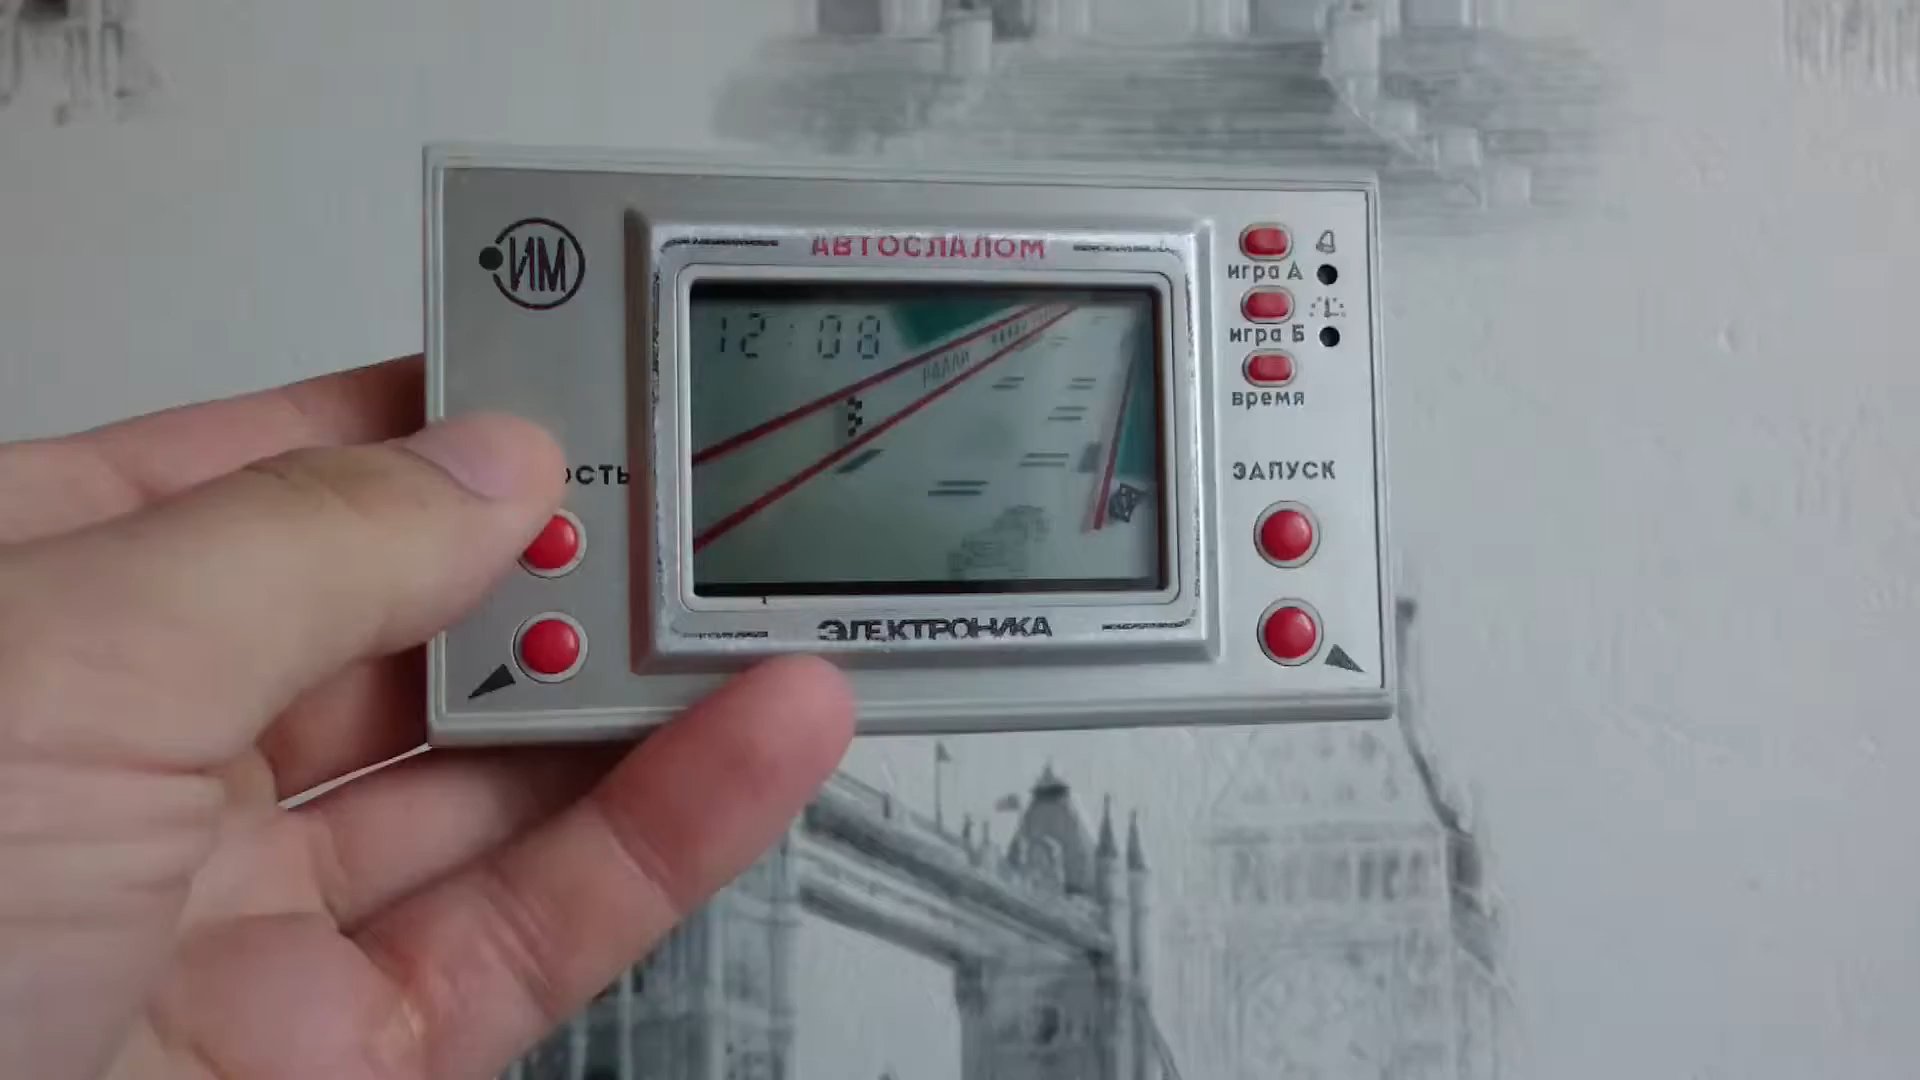 ИМ
АВТОСЛАЛОМ
12:08
РАЛЛИ
игра А
игра Б
время
ОСТЬ
ЗАПУСК
ЭЛЕКТРОНИКА